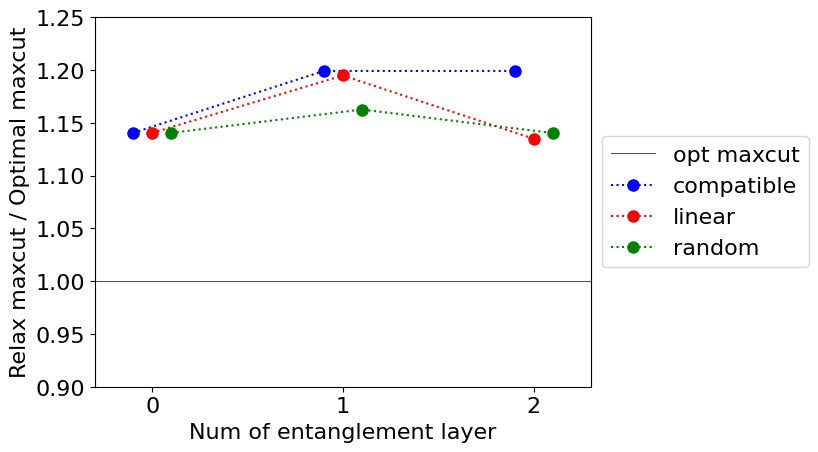 Relax maxcut / Optimal maxcut
1.25
1.20
1.15
1.10
1.05
1.00
0.95
0.90
0
1
2
Num of entanglement layer
opt maxcut
compatible
linear
random